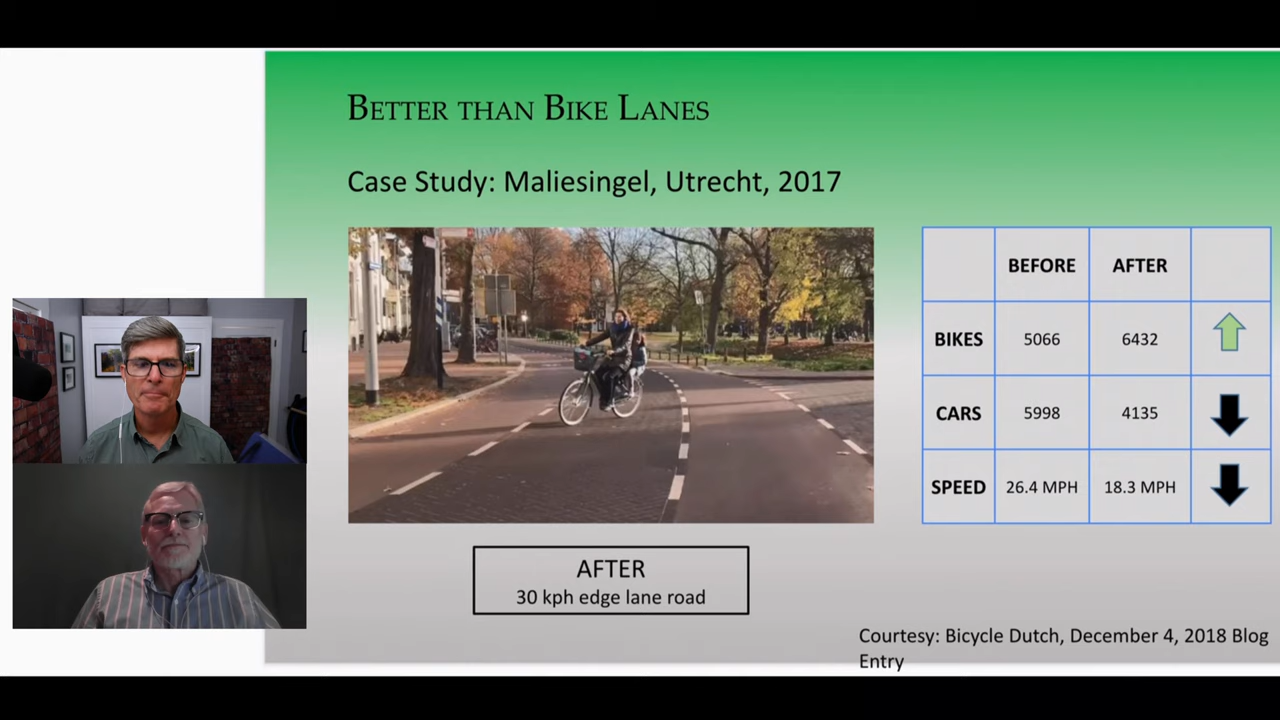 BETTER THAN BIKE LANES
Case Study: Maliesingel, Utrecht, 2017
BEFORE AFTER
BIKES 5066 6432
CARS 5998 4135
SPEED 26.4 MPH 18.3 MPH
AFTER
30 kph edge lane road
Courtesy: Bicycle Dutch, December 4, 2018 Blog
Entry